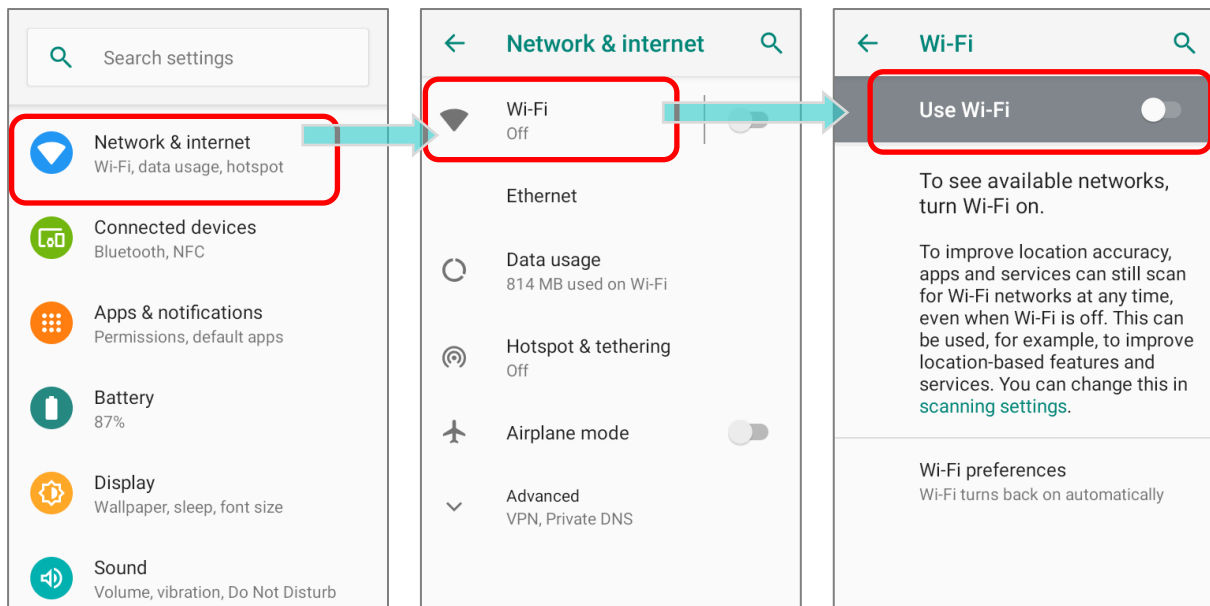 Search settings
Network & internet
Wi-Fi, data usage, hotspot
Connected devices
Bluetooth, NFC
Apps & notifications
Permissions, default apps
Battery
87%
Display
Wallpaper, sleep, font size
Sound
Volume, vibration, Do Not Disturb
Network & internet
Wi-Fi
Off
Ethernet
Data usage
814 MB used on Wi-Fi
Hotspot & tethering
Off
Airplane mode
Advanced
VPN, Private DNS
Wi-Fi
Use Wi-Fi
To see available networks,
turn Wi-Fi on.
To improve location accuracy,
apps and services can still scan
for Wi-Fi networks at any time,
even when Wi-Fi is off. This can
be used, for example, to improve
location-based features and
services. You can change this in
scanning settings.
Wi-Fi preferences
Wi-Fi turns back on automatically